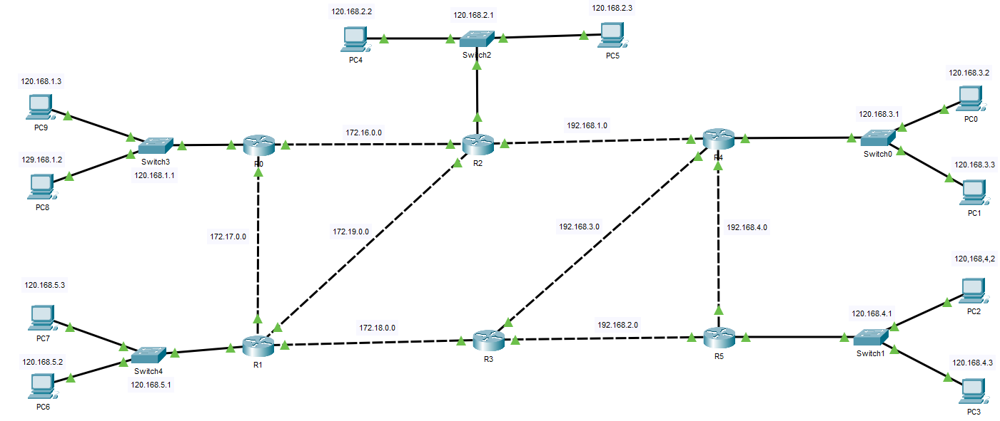 120.168.2.2
120.168.2.1
120.168.2.3
PC4
Switch2
PC5
120.168.1.3
PC9
129.168.1.2
PC8
Switch3
120.168.1.1
R0
172.16.0.0
R2
192.168.1.0
R4
120.168.3.1
Switch0
120.168.3.2
PC0
120.168.3.3
PC1
172.17.0.0
172.19.0.0
192.168.3.0
192.168.4.0
120.168.5.3
PC7
120.168.5.2
PC6
Switch4
120.168.5.1
R1
172.18.0.0
R3
192.168.2.0
R5
120.168.4.1
Switch1
120,168,4,2
PC2
120.168.4.3
PC3